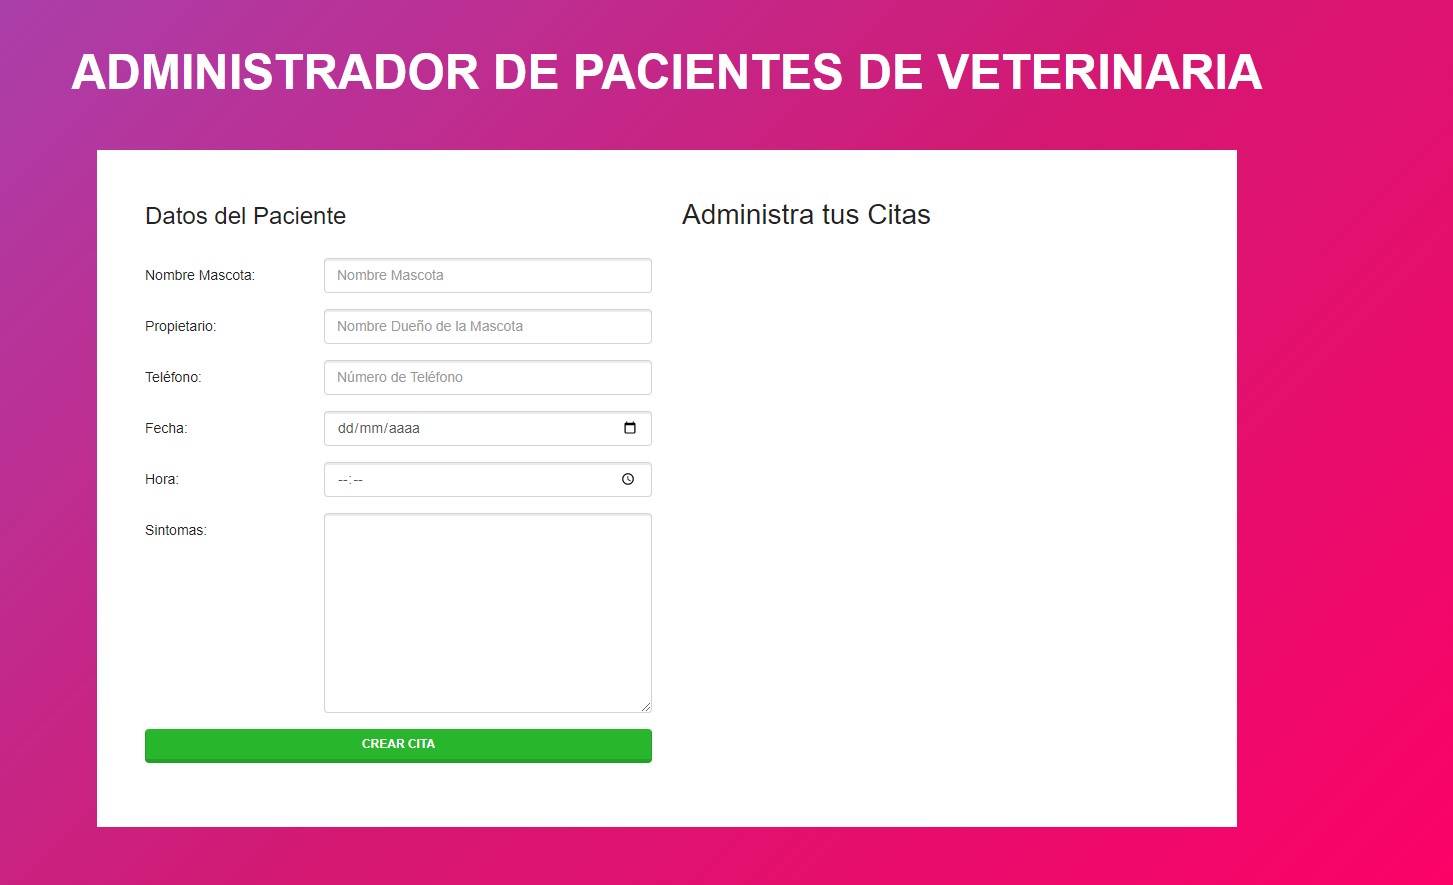 ADMINISTRADOR DE PACIENTES DE VETERINARIA
Datos del Paciente
Nombre Mascota:
Nombre Mascota
Propietario:
Nombre Dueño de la Mascota
Teléfono:
Número de Teléfono
Fecha:
dd/mm/aaaa
Hora:
--:--
Sintomas:
CREAR CITA
Administra tus Citas